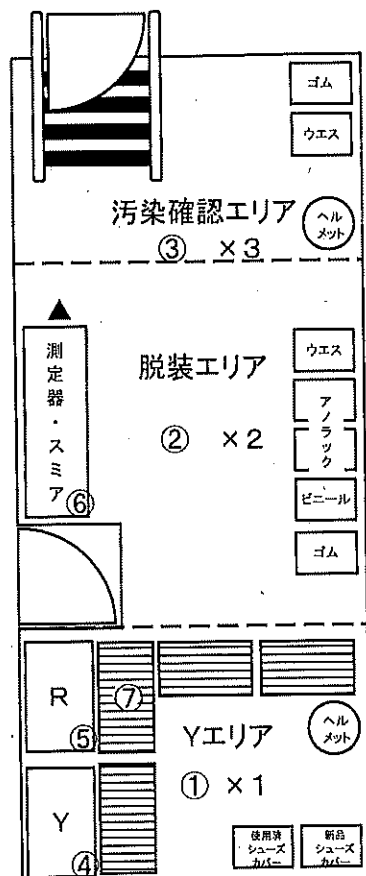 ゴム
ウエス
汚染確認エリア
ヘル
メット
③ ×3
測定器・スミア
⑥
脱装エリア
② ×2
ウエス
アノラック
ビニール
ゴム
R
⑤
⑦
Yエリア
ヘル
メット
① ×1
Y
④
使用済
シューズ
カバー
新品
シューズ
カバー